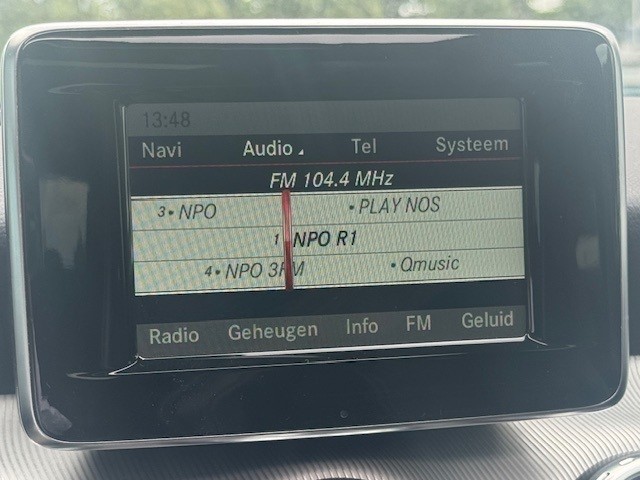 13:48
Navi Audio Tel Systeem
FM 104.4 MHz
3 NPO • PLAY NOS
1 NPO R1
4 • NPO 3FM • Qmusic
Radio Geheugen Info FM Geluid